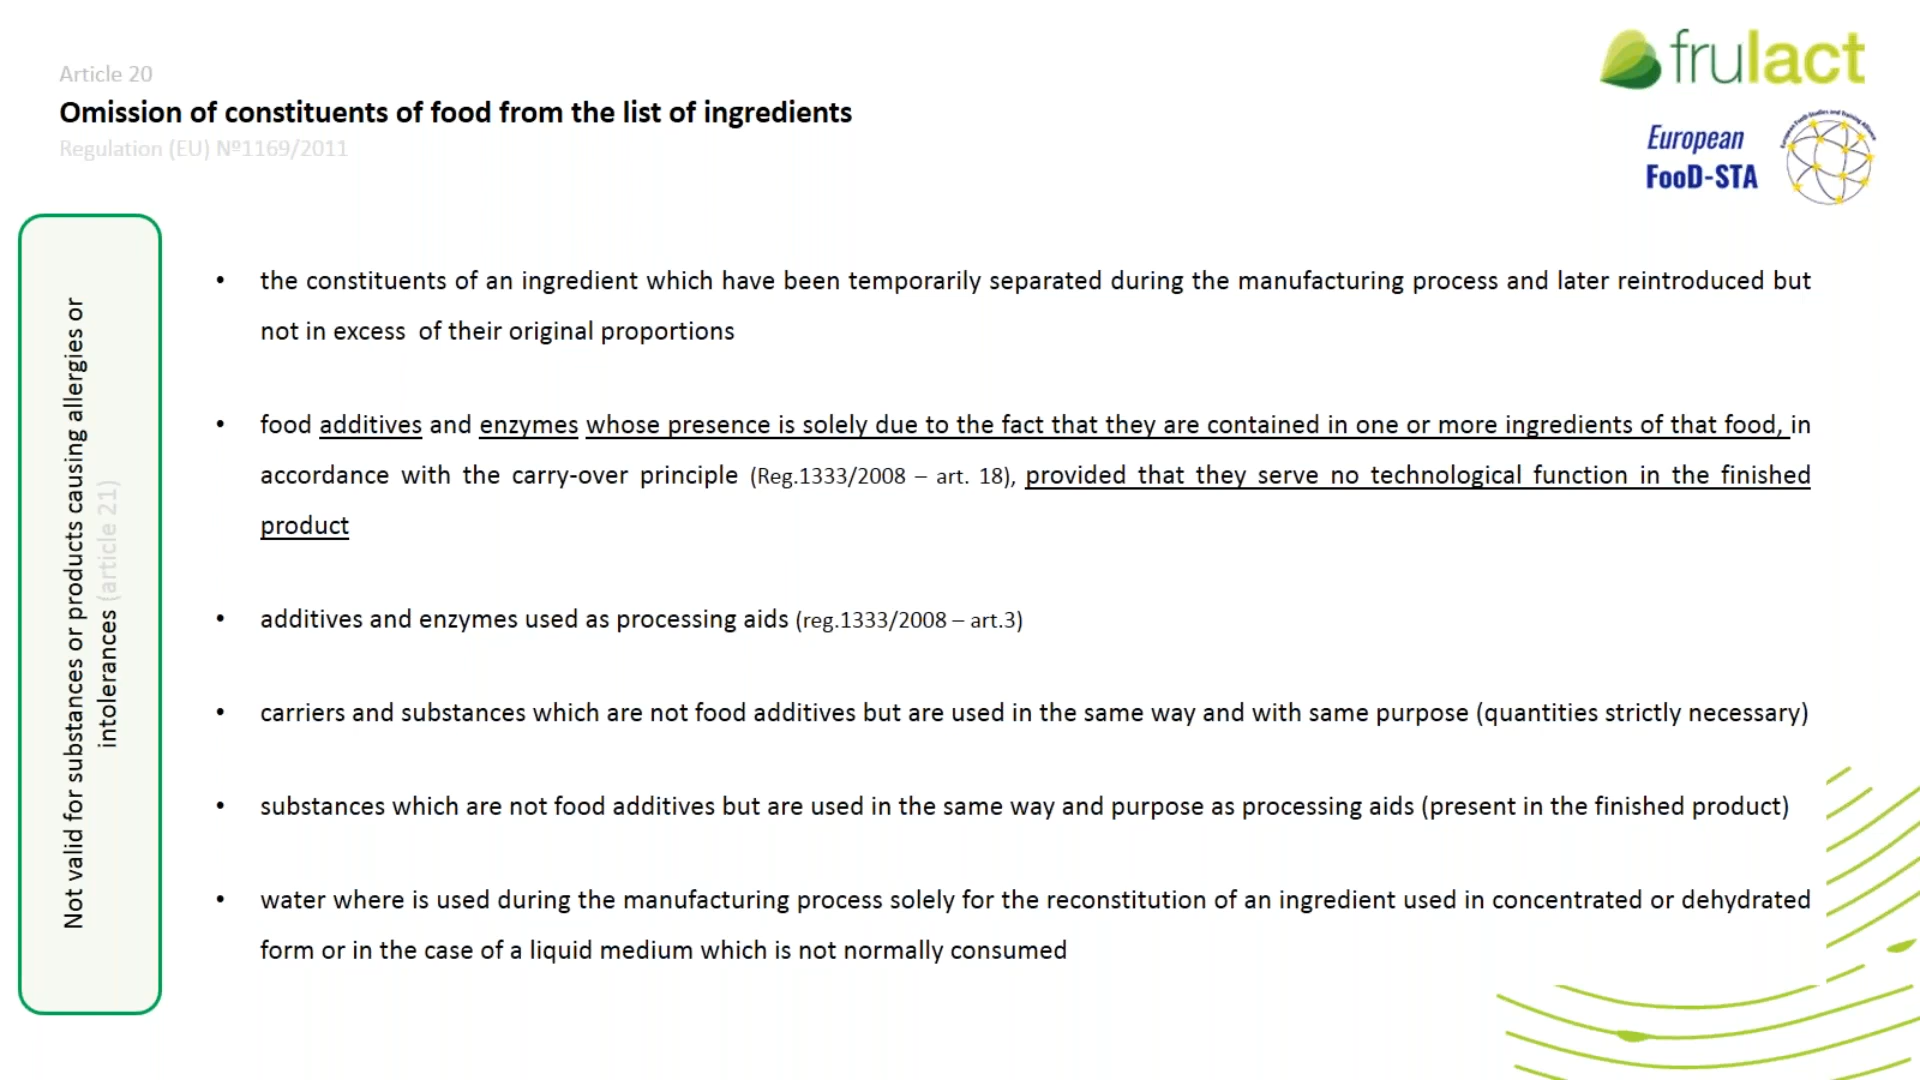 Article 20
Omission of constituents of food from the list of ingredients
Regulation (EU) Nº1169/2011
frulact
European
FooD-STA
European FooD-Studies and Training Alliance
Not valid for substances or products causing allergies or
intolerances (article 21)
• the constituents of an ingredient which have been temporarily separated during the manufacturing process and later reintroduced but
not in excess of their original proportions
• food additives and enzymes whose presence is solely due to the fact that they are contained in one or more ingredients of that food, in
accordance with the carry-over principle (Reg.1333/2008 – art. 18), provided that they serve no technological function in the finished
product
• additives and enzymes used as processing aids (reg.1333/2008 – art.3)
• carriers and substances which are not food additives but are used in the same way and with same purpose (quantities strictly necessary)
• substances which are not food additives but are used in the same way and purpose as processing aids (present in the finished product)
• water where is used during the manufacturing process solely for the reconstitution of an ingredient used in concentrated or dehydrated
form or in the case of a liquid medium which is not normally consumed